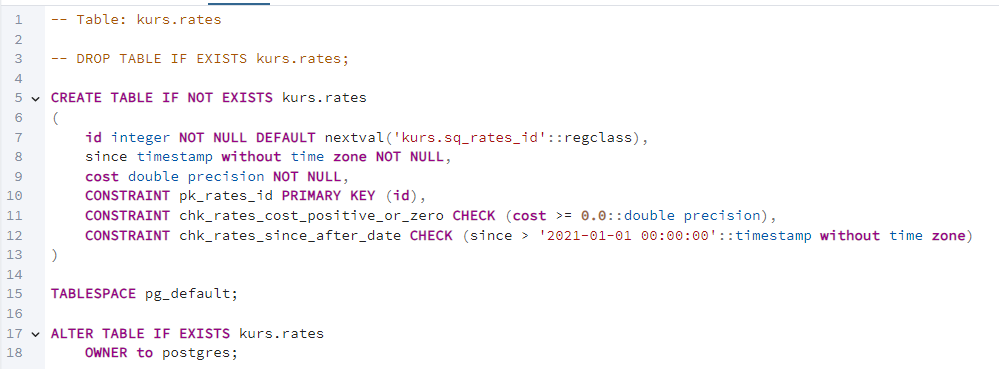 1 -- Table: kurs.rates
2
3 -- DROP TABLE IF EXISTS kurs.rates;
4
5 CREATE TABLE IF NOT EXISTS kurs.rates
6 (
7     id integer NOT NULL DEFAULT nextval('kurs.sq_rates_id'::regclass),
8     since timestamp without time zone NOT NULL,
9     cost double precision NOT NULL,
10     CONSTRAINT pk_rates_id PRIMARY KEY (id),
11     CONSTRAINT chk_rates_cost_positive_or_zero CHECK (cost >= 0.0::double precision),
12     CONSTRAINT chk_rates_since_after_date CHECK (since > '2021-01-01 00:00:00'::timestamp without time zone)
13 )
14
15 TABLESPACE pg_default;
16
17 ALTER TABLE IF EXISTS kurs.rates
18     OWNER to postgres;